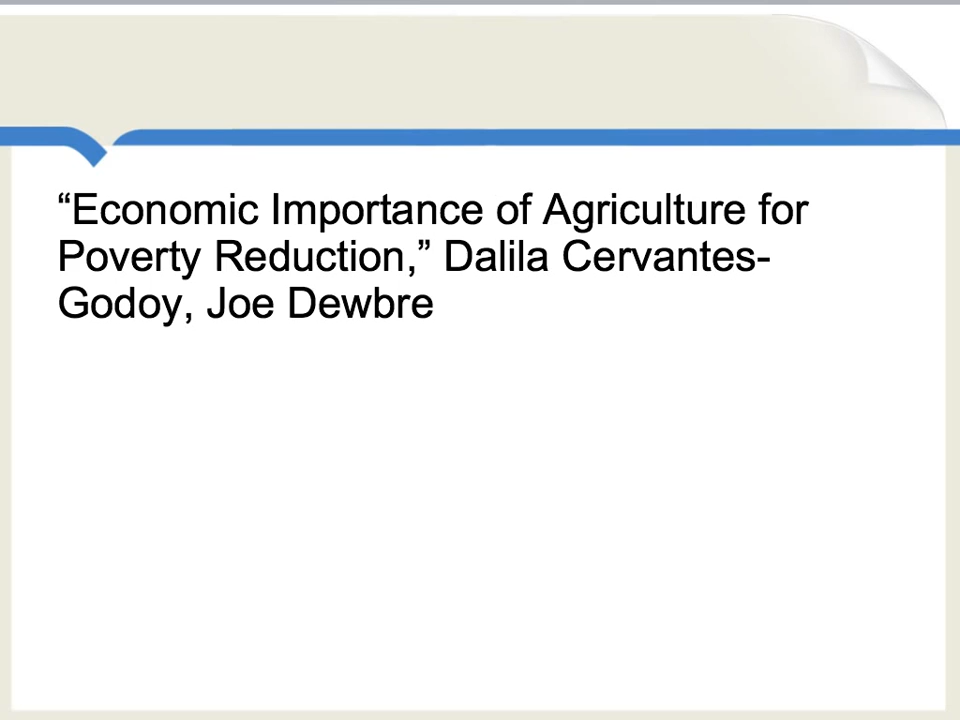 “Economic Importance of Agriculture for
Poverty Reduction,” Dalila Cervantes-
Godoy, Joe Dewbre